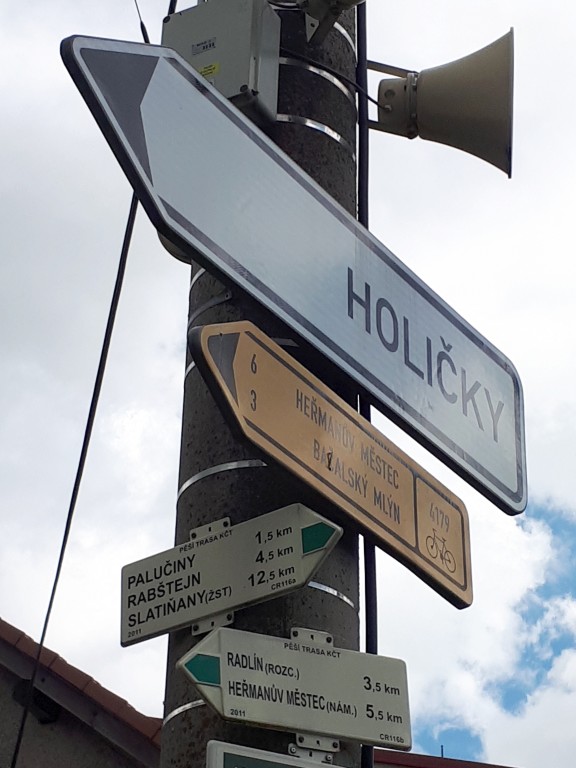 HOLIČKY
6 HEŘMANŮV MĚSTEC
3 BAŽALSKÝ MLÝN
4179
PĚŠÍ TRASA KČT
PALUČINY 1,5 KM
RABŠTEJN 4,5 KM
SLATIŇANY (ŽST) 12,5 KM
2011 CR116a
PĚŠÍ TRASA KČT
RADLÍN (ROZC.) 3,5 KM
HEŘMANŮV MĚSTEC (NÁM.) 5,5 KM
2011 CR116b